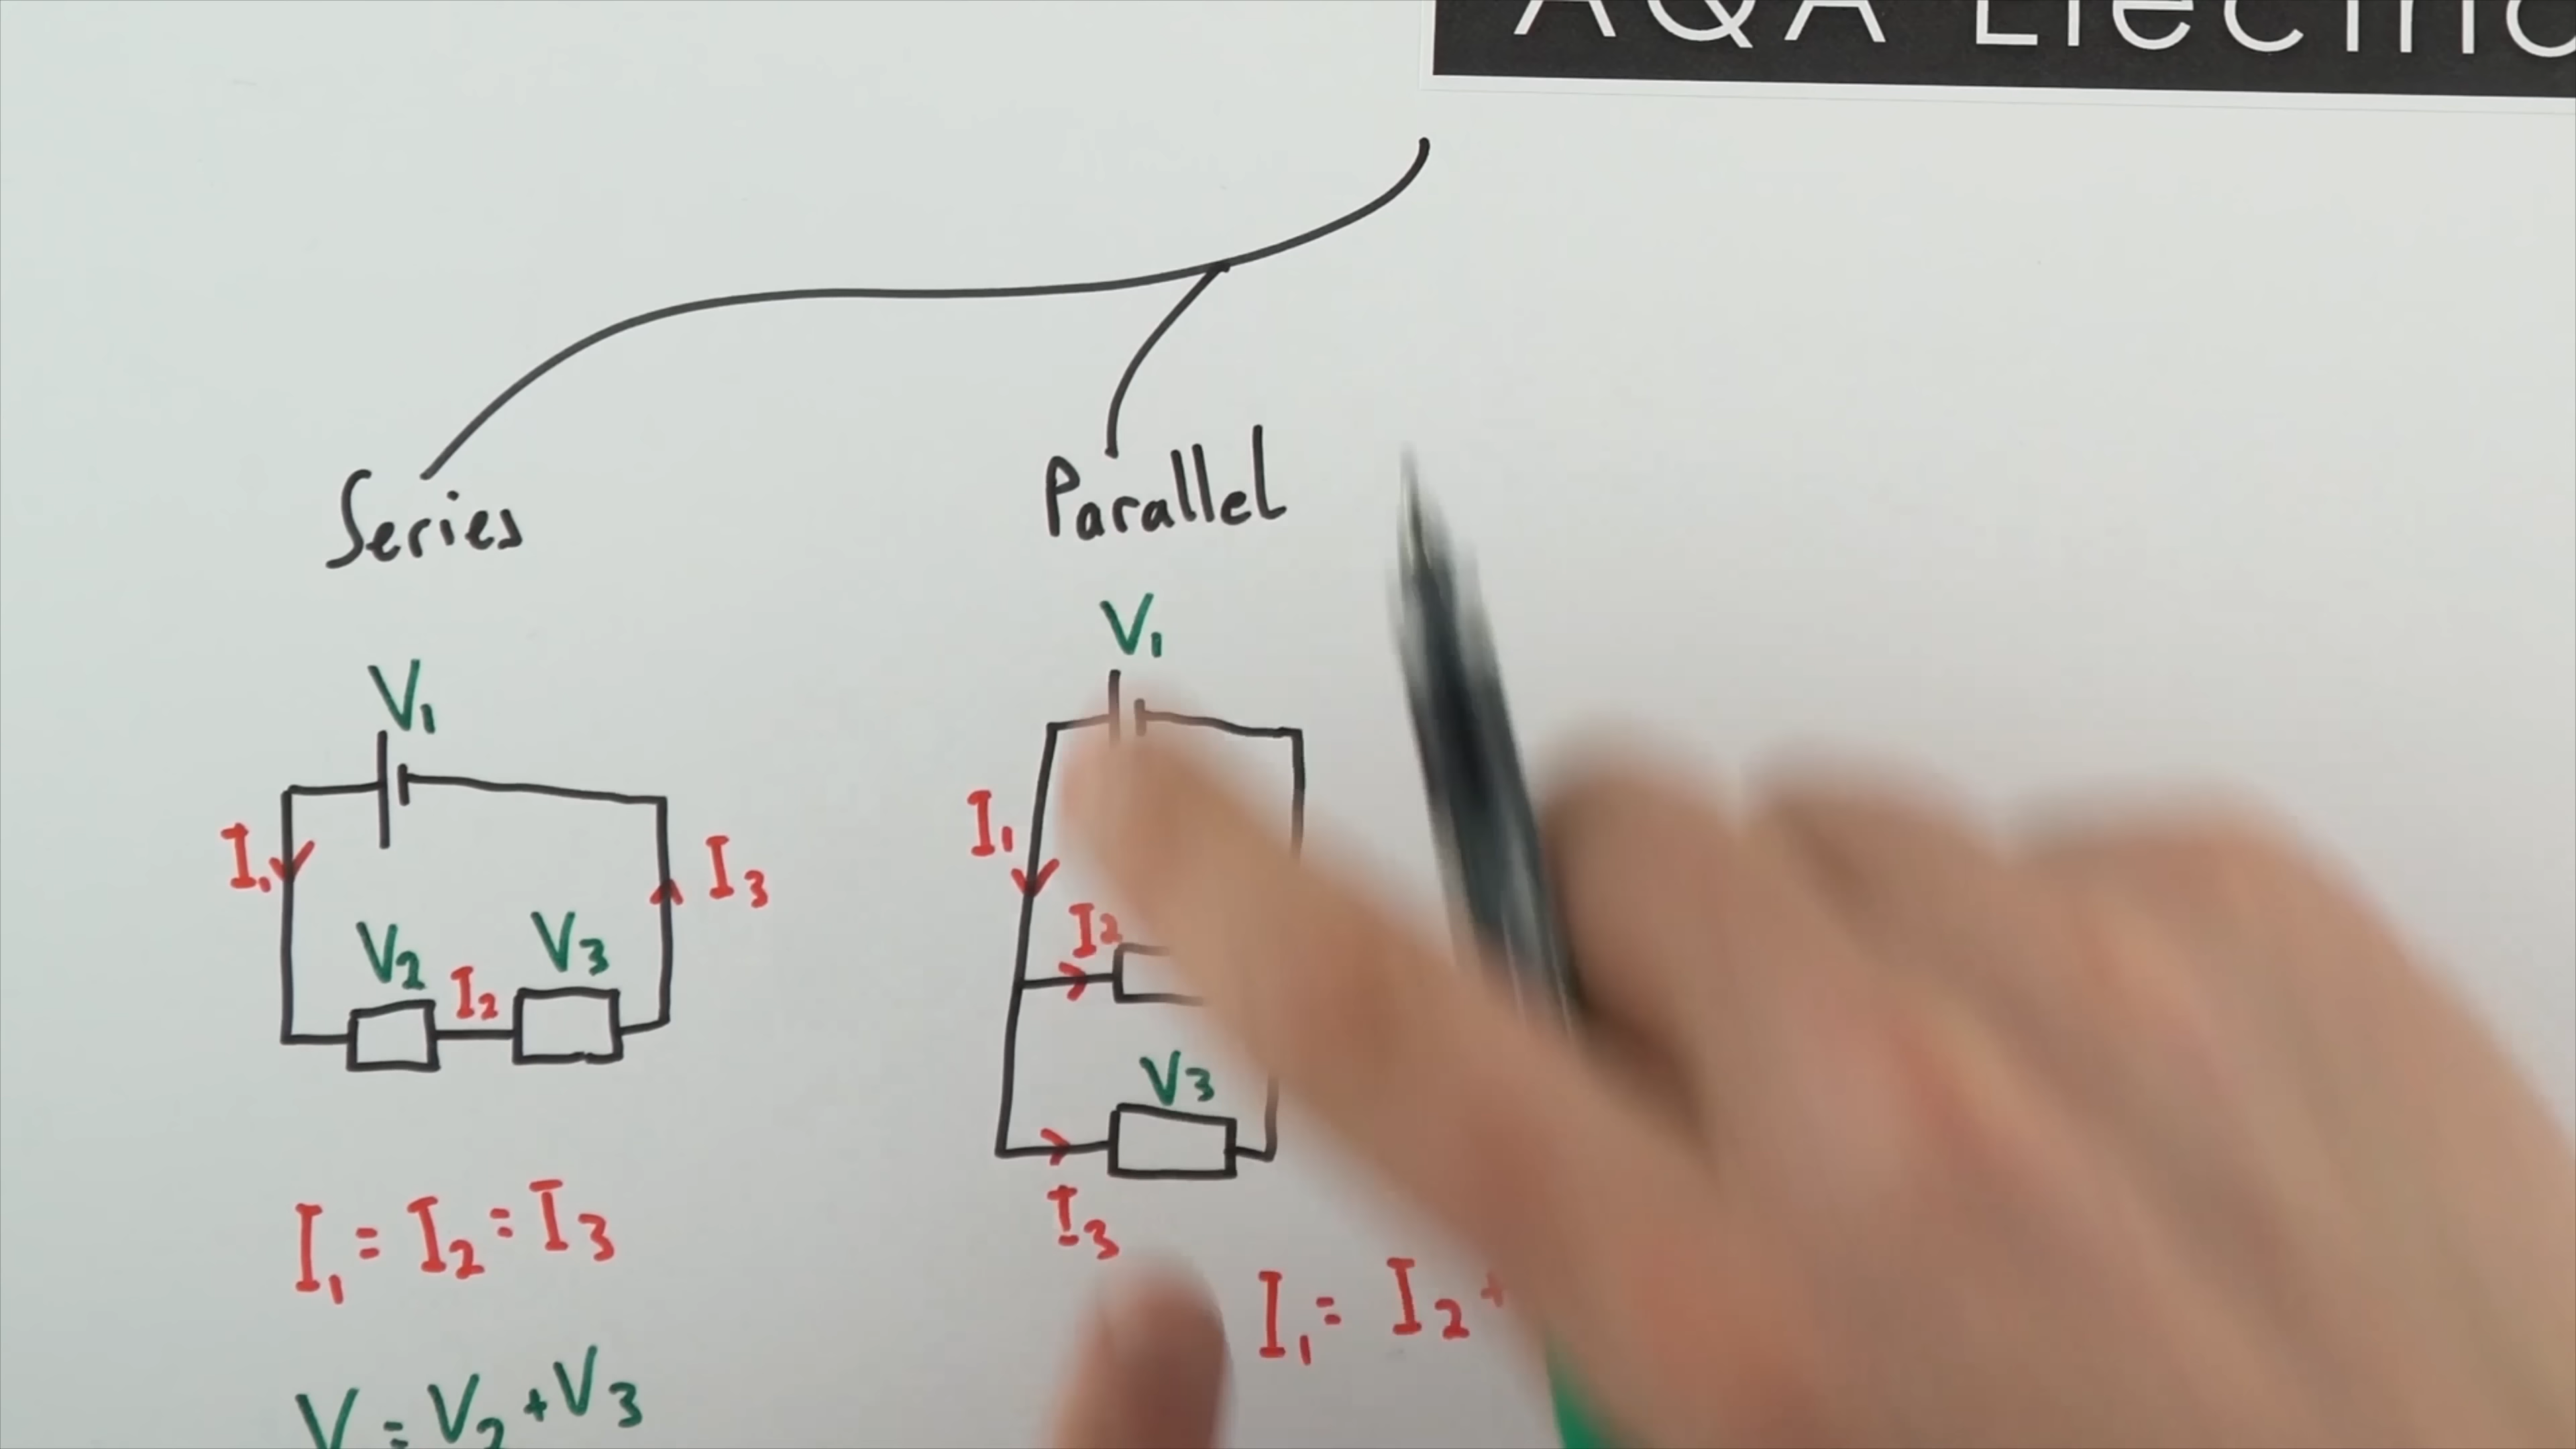 AQA Electric
Series
Parallel
V₁
I₁
I₃
V₂
I₂
V₃
I₁ = I₂ = I₃
V = V₂ + V₃
V₁
I₁
I₂
V₃
I₃
I₁ = I₂ +